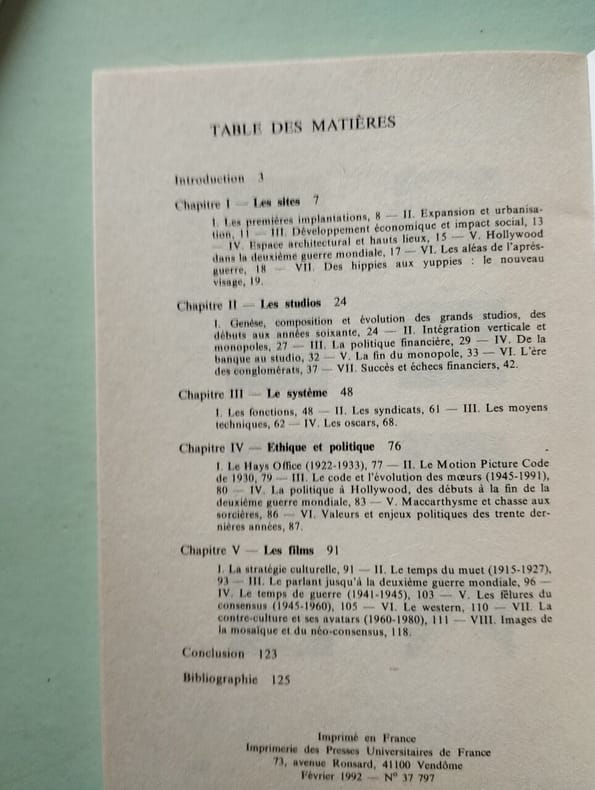 TABLE DES MATIÈRES
Introduction 3
Chapitre I — Les sites 7
I. Les premières implantations, 8 — II. Expansion et urbanisa-
tion, 11 — III. Développement économique et impact social, 13
— IV. Espace architectural et hauts lieux, 15 — V. Hollywood
dans la deuxième guerre mondiale, 17 — VI. Les aléas de l'après-
guerre, 18 — VII. Des hippies aux yuppies : le nouveau
visage, 19.
Chapitre II — Les studios 24
I. Genèse, composition et évolution des grands studios, des
débuts aux années soixante, 24 — II. Intégration verticale et
monopoles, 27 — III. La politique financière, 29 — IV. De la
banque au studio, 32 — V. La fin du monopole, 33 — VI. L'ère
des conglomérats, 37 — VII. Succès et échecs financiers, 42.
Chapitre III — Le système 48
I. Les fonctions, 48 — II. Les syndicats, 61 — III. Les moyens
techniques, 62 — IV. Les oscars, 68.
Chapitre IV — Ethique et politique 76
I. Le Hays Office (1922-1933), 77 — II. Le Motion Picture Code
de 1930, 79 — III. Le code et l'évolution des mœurs (1945-1991),
80 — IV. La politique à Hollywood, des débuts à la fin de la
deuxième guerre mondiale, 83 — V. Maccarthysme et chasse aux
sorcières, 86 — VI. Valeurs et enjeux politiques des trente der-
nières années, 87.
Chapitre V — Les films 91
I. La stratégie culturelle, 91 — II. Le temps du muet (1915-1927),
93 — III. Le parlant jusqu'à la deuxième guerre mondiale, 96 —
IV. Le temps de guerre (1941-1945), 103 — V. Les fêlures du
consensus (1945-1960), 105 — VI. Le western, 110 — VII. La
contre-culture et ses avatars (1960-1980), 111 — VIII. Images de
la mosaïque et du néo-consensus, 118.
Conclusion 123
Bibliographie 125
Imprimé en France
Imprimerie des Presses Universitaires de France
73, avenue Ronsard, 41100 Vendôme
Février 1992 — N° 37 797